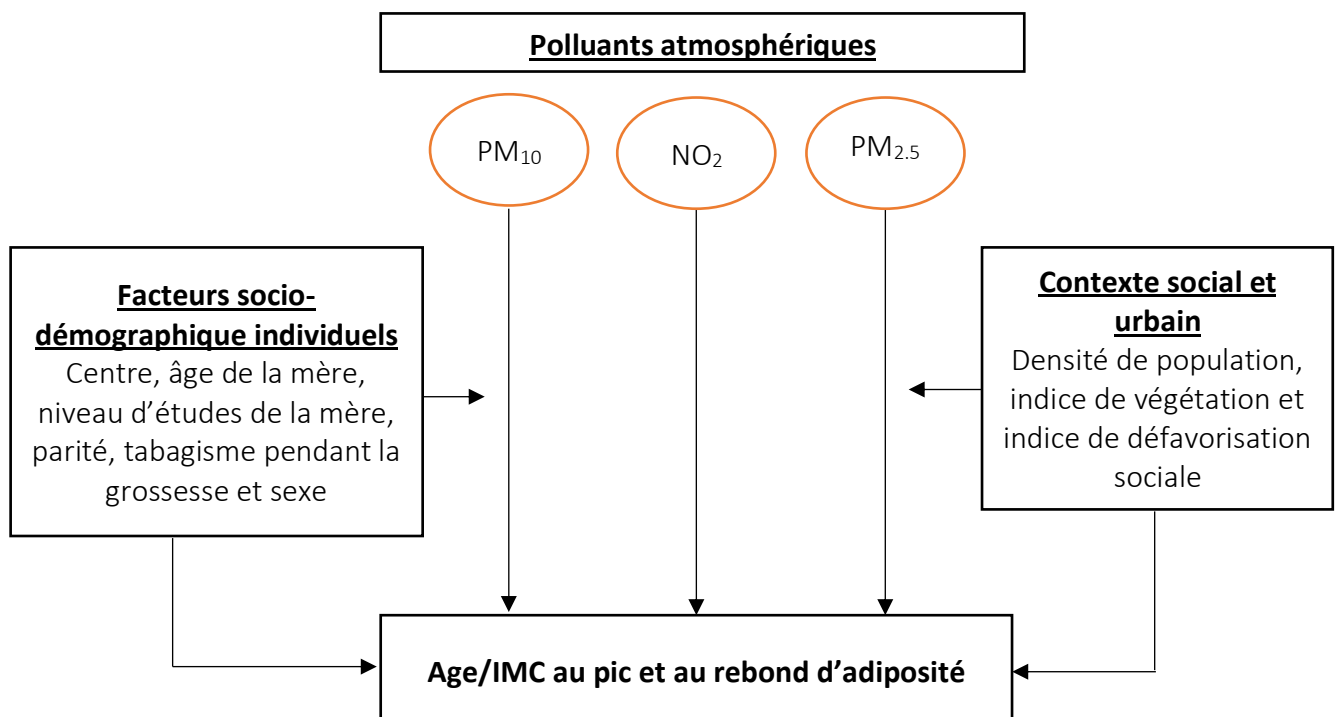 Polluants atmosphériques
PM10
NO2
PM2.5
Facteurs socio-
démographique individuels
Centre, âge de la mère,
niveau d’études de la mère,
parité, tabagisme pendant la
grossesse et sexe
Contexte social et
urbain
Densité de population,
indice de végétation et
indice de défavorisation
sociale
Age/IMC au pic et au rebond d’adiposité